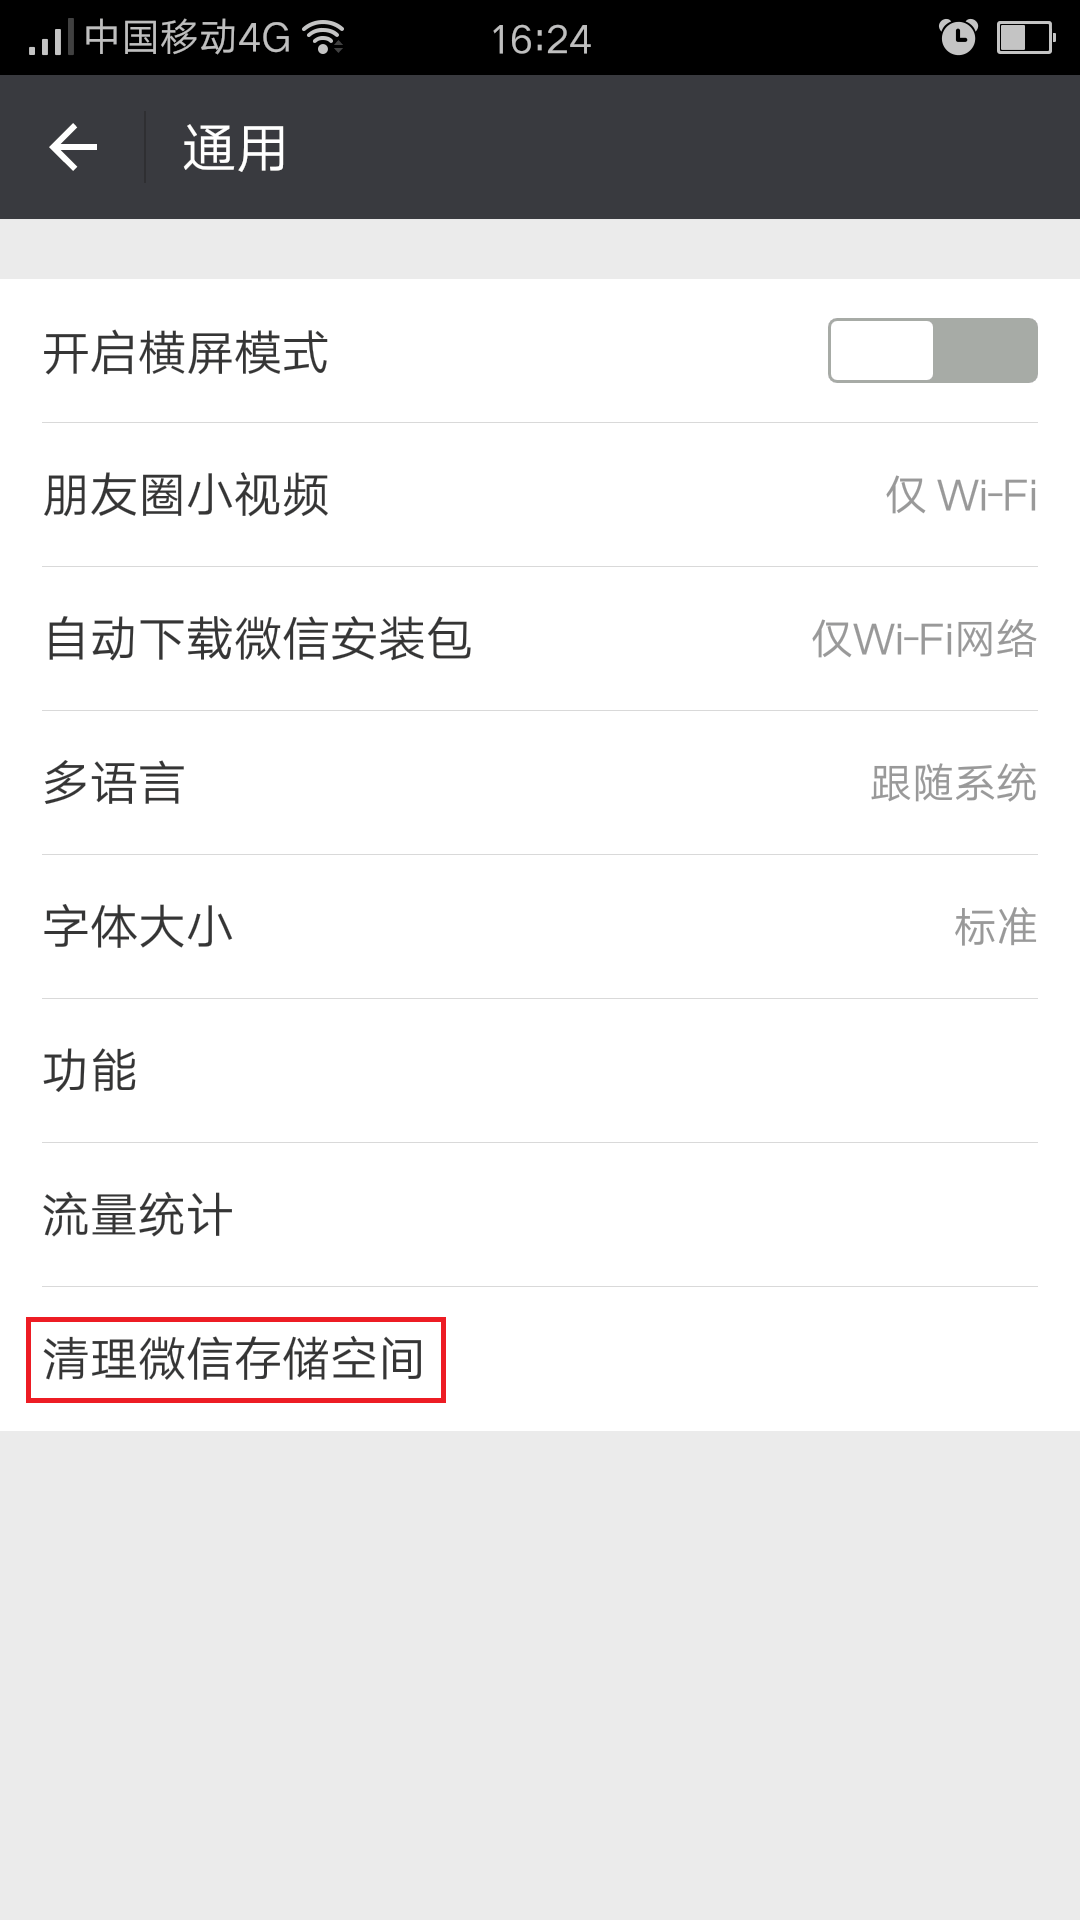 中国移动4G 16:24
通用
开启横屏模式
朋友圈小视频 仅 Wi-Fi
自动下载微信安装包 仅Wi-Fi网络
多语言 跟随系统
字体大小 标准
功能
流量统计
清理微信存储空间